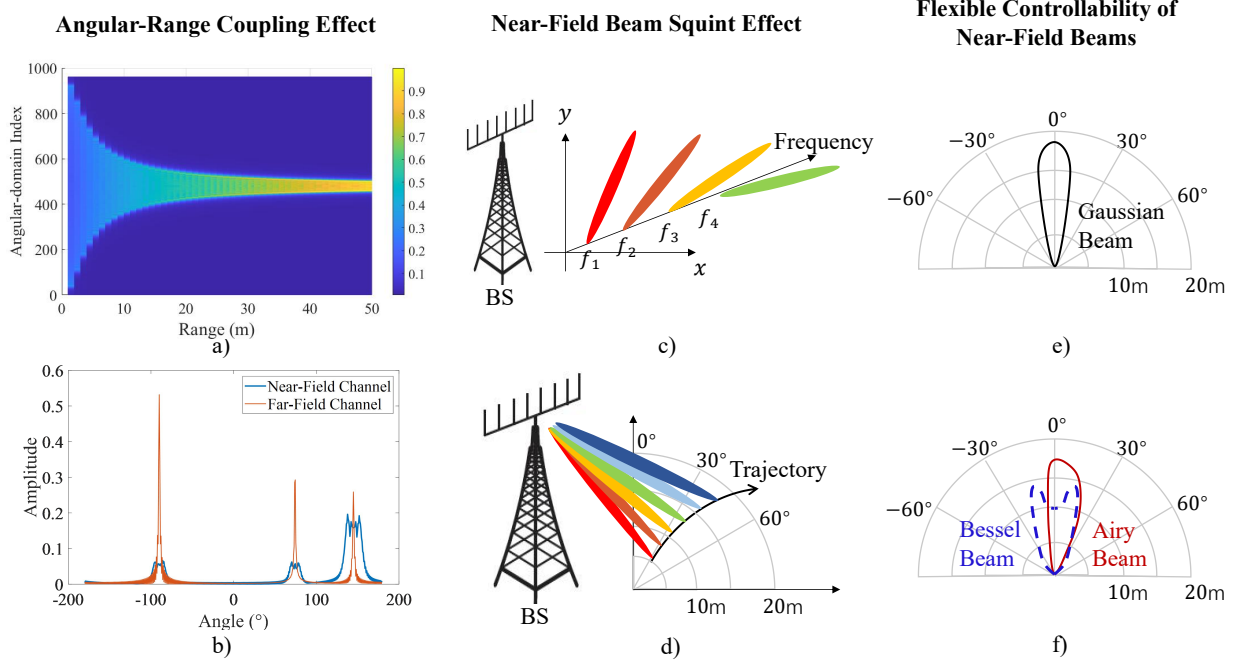 Angular-Range Coupling Effect
Near-Field Beam Squint Effect
Flexible Controllability of
Near-Field Beams
1000
800
600
400
200
0
Angular-domain Index
0 10 20 30 40 50
Range (m)
0.9
0.8
0.7
0.6
0.5
0.4
0.3
0.2
0.1
a)
y
Frequency
f1 f2 f3 f4
x
BS
c)
0°
−30° 30°
−60° 60°
Gaussian
Beam
10m 20m
e)
0.6
0.5
0.4
0.3
0.2
0.1
0
Amplitude
Near-Field Channel
Far-Field Channel
-200 -100 0 100 200
Angle (°)
b)
0°
30°
Trajectory
60°
10m 20m
BS
d)
0°
−30° 30°
−60° 60°
Bessel
Beam
Airy
Beam
10m 20m
f)